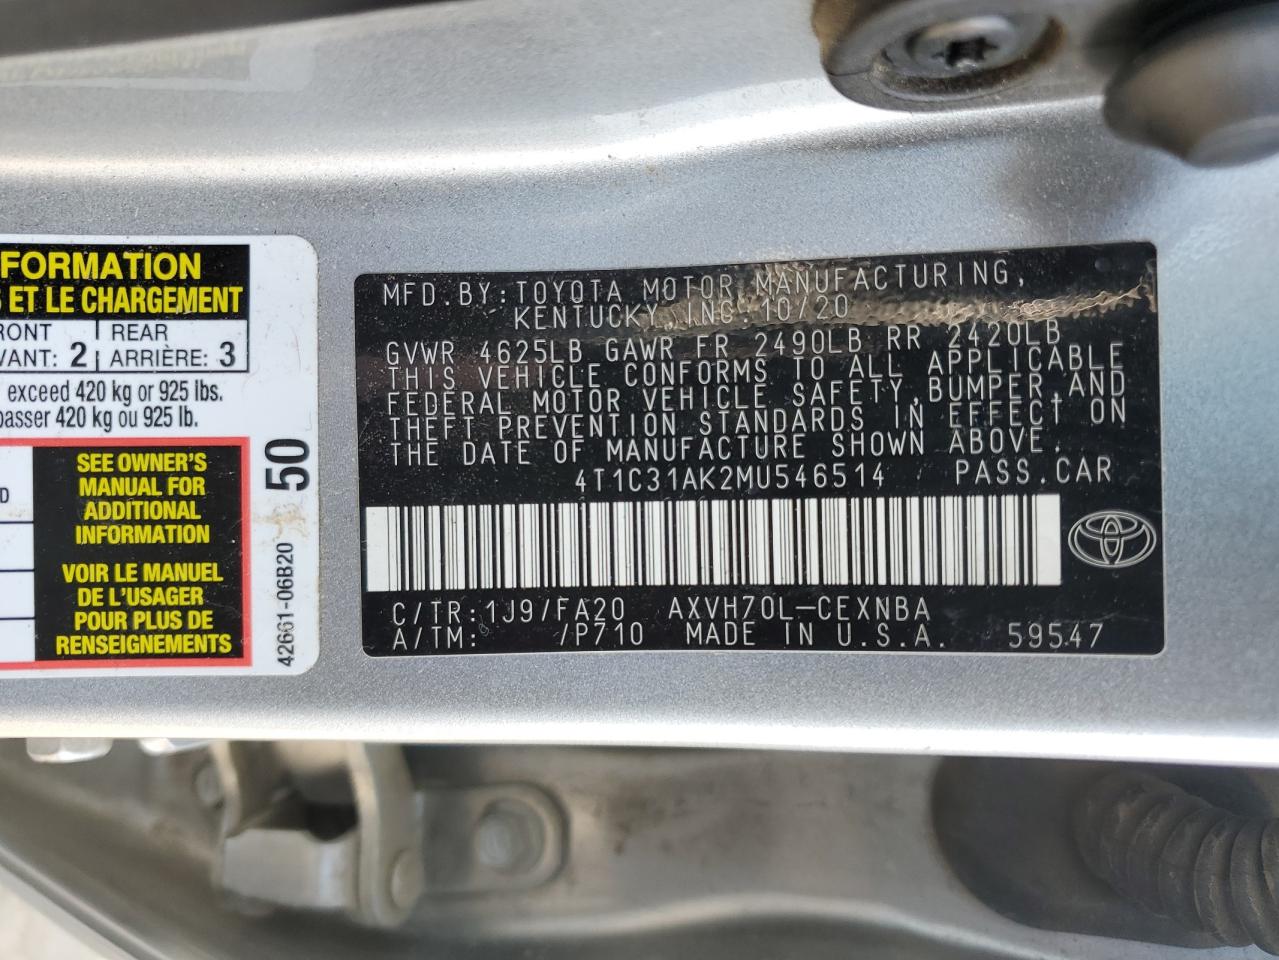 FORMATION
S ET LE CHARGEMENT
RONT 2 REAR 3
VANT: ARRIÈRE:
exceed 420 kg or 925 lbs.
passer 420 kg ou 925 lb.
D
SEE OWNER'S
MANUAL FOR
ADDITIONAL
INFORMATION
VOIR LE MANUEL
DE L'USAGER
POUR PLUS DE
RENSEIGNEMENTS
50
42661-06B20
MFD.BY:TOYOTA MOTOR MANUFACTURING,
KENTUCKY,INC 10/20
GVWR 4625LB GAWR FR 2490LB RR 2420LB
THIS VEHICLE CONFORMS TO ALL APPLICABLE
FEDERAL MOTOR VEHICLE SAFETY,BUMPER,AND
THEFT PREVENTION STANDARDS IN EFFECT ON
THE DATE OF MANUFACTURE SHOWN ABOVE.
4T1C31AK2MU546514 PASS.CAR
C/TR:1J9/FA20 AXVH70L-CEXNBA
A/TM: /P710 MADE IN U.S.A. 59547